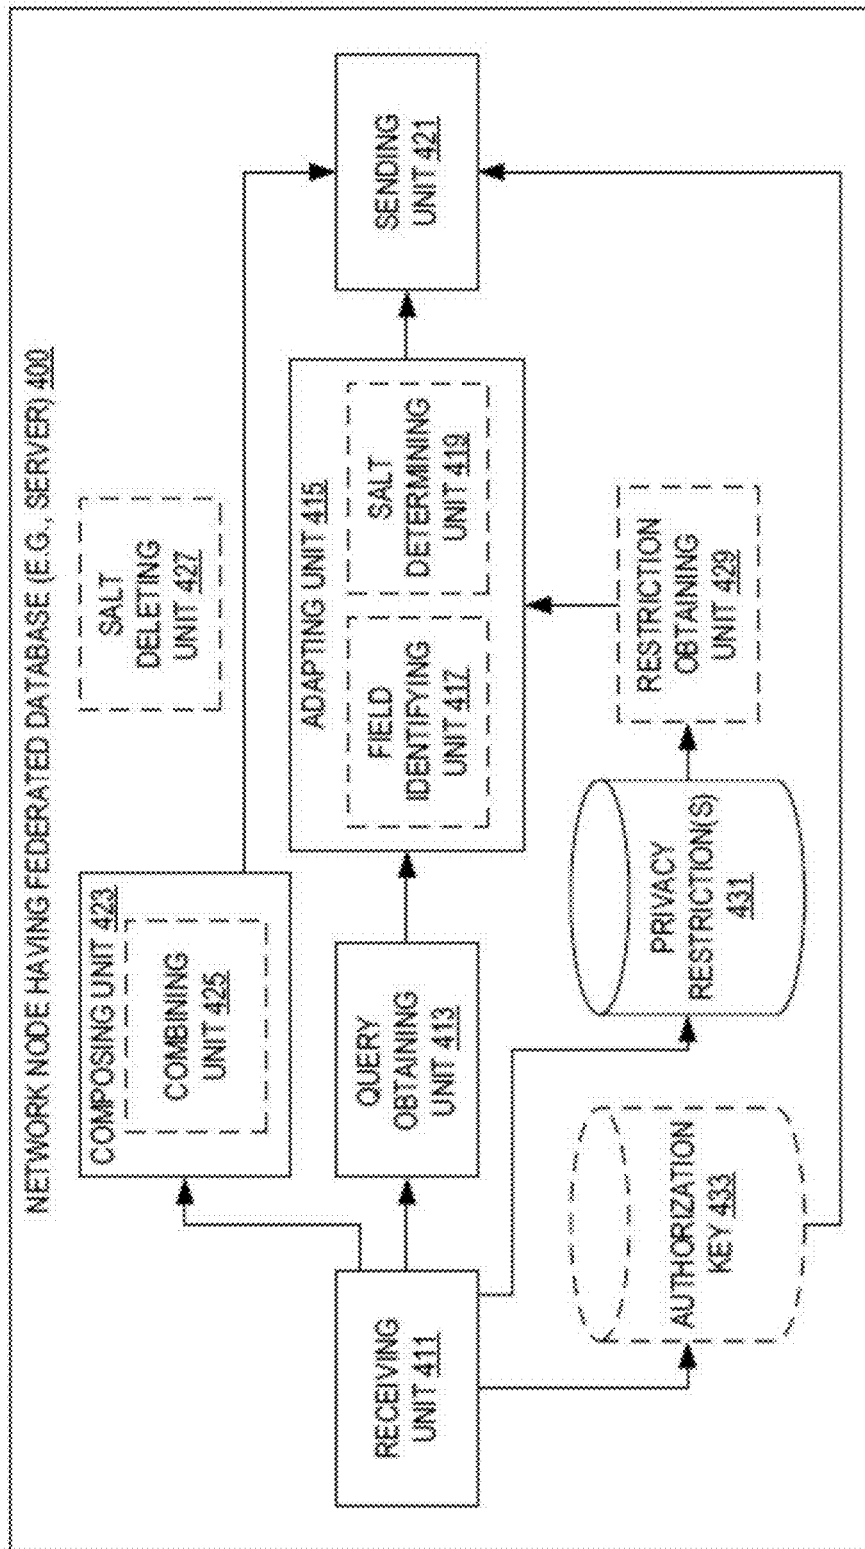 NETWORK NODE HAVING FEDERATED DATABASE (E.G., SERVER) 400
COMPOSING UNIT 423
COMBINING
UNIT 425
SALT
DELETING
UNIT 427
RECEIVING
UNIT 411
QUERY
OBTAINING
UNIT 413
ADAPTING UNIT 415
FIELD
IDENTIFYING
UNIT 417
SALT
DETERMINING
UNIT 419
SENDING
UNIT 421
AUTHORIZATION
KEY 433
PRIVACY
RESTRICTION(S)
431
RESTRICTION
OBTAINING
UNIT 429